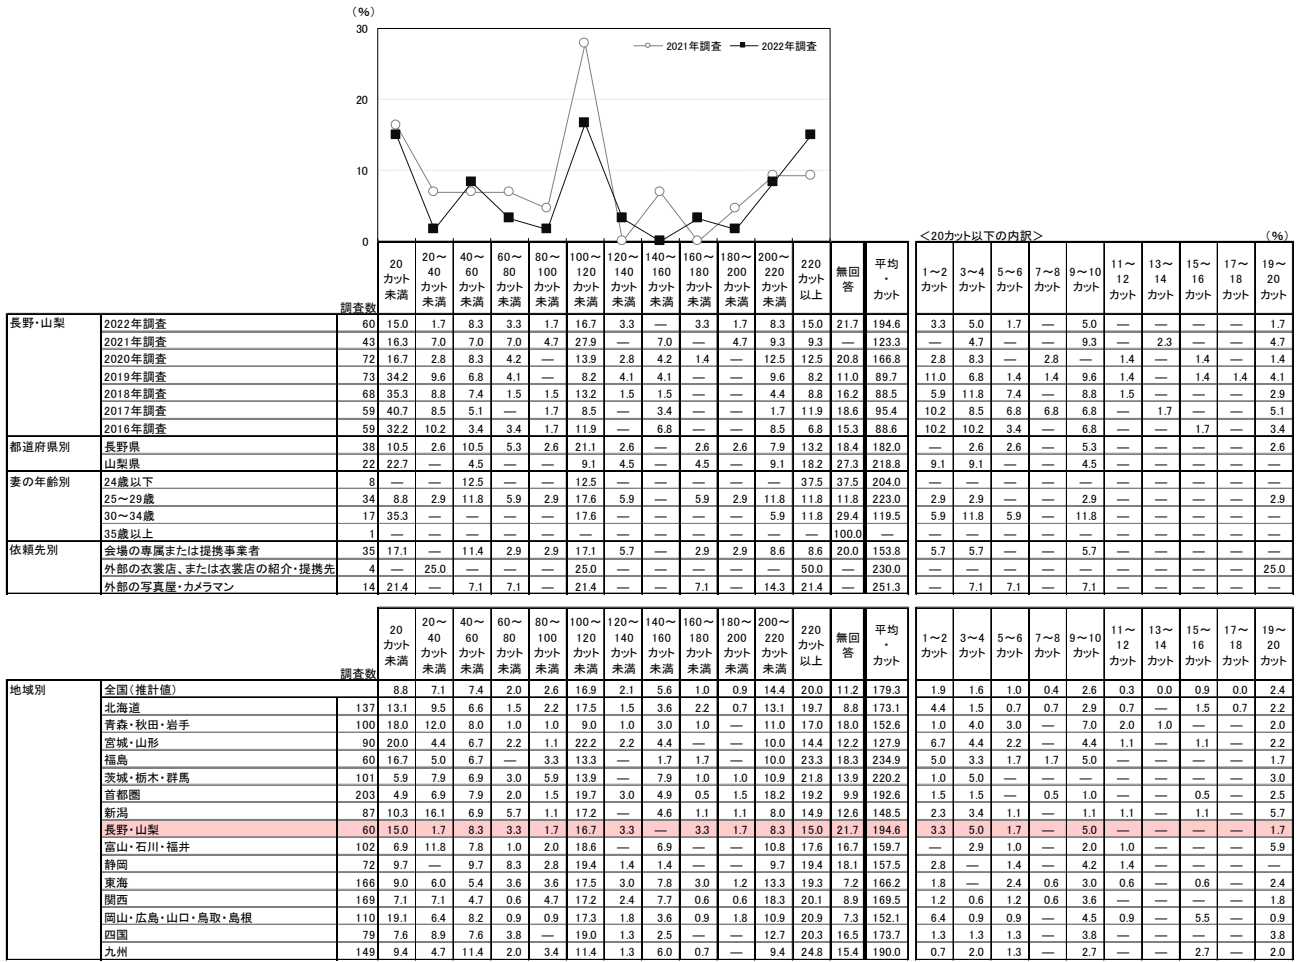 (%)
30
20
10
0
2021年調査 2022年調査
<20カット以下の内訳> (%)
調査数 20カット未満 20～40カット未満 40～60カット未満 60～80カット未満 80～100カット未満 100～120カット未満 120～140カット未満 140～160カット未満 160～180カット未満 180～200カット未満 200～220カット未満 220カット以上 無回答 平均・カット 1～2カット 3～4カット 5～6カット 7～8カット 9～10カット 11～12カット 13～14カット 15～16カット 17～18カット 19～20カット
長野・山梨 2022年調査 60 15.0 1.7 8.3 3.3 1.7 16.7 3.3 — 3.3 1.7 8.3 15.0 21.7 194.6 3.3 5.0 1.7 — 5.0 — — — — 1.7
2021年調査 43 16.3 7.0 7.0 7.0 4.7 27.9 — 7.0 — 4.7 9.3 9.3 — 123.3 — 4.7 — — 9.3 — 2.3 — — 4.7
2020年調査 72 16.7 2.8 8.3 4.2 — 13.9 2.8 4.2 1.4 — 12.5 12.5 20.8 166.8 2.8 8.3 — 2.8 — 1.4 — 1.4 — 1.4
2019年調査 73 34.2 9.6 6.8 4.1 — 8.2 4.1 4.1 — — 9.6 8.2 11.0 89.7 11.0 6.8 1.4 1.4 9.6 1.4 — 1.4 1.4 4.1
2018年調査 68 35.3 8.8 7.4 1.5 1.5 13.2 1.5 1.5 — — 4.4 8.8 16.2 88.5 5.9 11.8 7.4 — 8.8 1.5 — — — 2.9
2017年調査 59 40.7 8.5 5.1 — 1.7 8.5 — 3.4 — — 1.7 11.9 18.6 95.4 10.2 8.5 6.8 6.8 6.8 — 1.7 — — 5.1
2016年調査 59 32.2 10.2 3.4 3.4 1.7 11.9 — 6.8 — — 8.5 6.8 15.3 88.6 10.2 10.2 3.4 — 6.8 — — 1.7 — 3.4
都道府県別 長野県 38 10.5 2.6 10.5 5.3 2.6 21.1 2.6 — 2.6 2.6 7.9 13.2 18.4 182.0 — 2.6 2.6 — 5.3 — — — — 2.6
山梨県 22 22.7 — 4.5 — — 9.1 4.5 — 4.5 — 9.1 18.2 27.3 218.8 9.1 9.1 — — 4.5 — — — — —
妻の年齢別 24歳以下 8 — — 12.5 — — 12.5 — — — — — 37.5 37.5 204.0 — — — — — — — — — —
25～29歳 34 8.8 2.9 11.8 5.9 2.9 17.6 5.9 — 5.9 2.9 11.8 11.8 11.8 223.0 2.9 2.9 — — 2.9 — — — — 2.9
30～34歳 17 35.3 — — — — 17.6 — — — — 5.9 11.8 29.4 119.5 5.9 11.8 5.9 — 11.8 — — — — —
35歳以上 1 — — — — — — — — — — — — 100.0 — — — — — — — — — — —
依頼先別 会場の専属または提携事業者 35 17.1 — 11.4 2.9 2.9 17.1 5.7 — 2.9 2.9 8.6 8.6 20.0 153.8 5.7 5.7 — — 5.7 — — — — —
外部の衣裳店、または衣裳店の紹介・提携先 4 — 25.0 — — — 25.0 — — — — — 50.0 — 230.0 — — — — — — — — — 25.0
外部の写真屋・カメラマン 14 21.4 — 7.1 7.1 — 21.4 — — 7.1 — 14.3 21.4 — 251.3 — 7.1 7.1 — 7.1 — — — — —
調査数 20カット未満 20～40カット未満 40～60カット未満 60～80カット未満 80～100カット未満 100～120カット未満 120～140カット未満 140～160カット未満 160～180カット未満 180～200カット未満 200～220カット未満 220カット以上 無回答 平均・カット 1～2カット 3～4カット 5～6カット 7～8カット 9～10カット 11～12カット 13～14カット 15～16カット 17～18カット 19～20カット
地域別 全国(推計値) 8.8 7.1 7.4 2.0 2.6 16.9 2.1 5.6 1.0 0.9 14.4 20.0 11.2 179.3 1.9 1.6 1.0 0.4 2.6 0.3 0.0 0.9 0.0 2.4
北海道 137 13.1 9.5 6.6 1.5 2.2 17.5 1.5 3.6 2.2 0.7 13.1 19.7 8.8 173.1 4.4 1.5 0.7 0.7 2.9 0.7 — 1.5 0.7 2.2
青森・秋田・岩手 100 18.0 12.0 8.0 1.0 1.0 9.0 1.0 3.0 1.0 — 11.0 17.0 18.0 152.6 1.0 4.0 3.0 — 7.0 2.0 1.0 — — 2.0
宮城・山形 90 20.0 4.4 6.7 2.2 1.1 22.2 2.2 4.4 — — 10.0 14.4 12.2 127.9 6.7 4.4 2.2 — 4.4 1.1 — 1.1 — 2.2
福島 60 16.7 5.0 6.7 — 3.3 13.3 — 1.7 1.7 — 10.0 23.3 18.3 234.9 5.0 3.3 1.7 1.7 5.0 — — — — 1.7
茨城・栃木・群馬 101 5.9 7.9 6.9 3.0 5.9 13.9 — 7.9 1.0 1.0 10.9 21.8 13.9 220.2 1.0 5.0 — — — — — — — 3.0
首都圏 203 4.9 6.9 7.9 2.0 1.5 19.7 3.0 4.9 0.5 1.5 18.2 19.2 9.9 192.6 1.5 1.5 — 0.5 1.0 — — 0.5 — 2.5
新潟 87 10.3 16.1 6.9 5.7 1.1 17.2 — 4.6 1.1 1.1 8.0 14.9 12.6 148.5 2.3 3.4 1.1 — 1.1 1.1 — 1.1 — 5.7
長野・山梨 60 15.0 1.7 8.3 3.3 1.7 16.7 3.3 — 3.3 1.7 8.3 15.0 21.7 194.6 3.3 5.0 1.7 — 5.0 — — — — 1.7
富山・石川・福井 102 6.9 11.8 7.8 1.0 2.0 18.6 — 6.9 — — 10.8 17.6 16.7 159.7 — 2.9 1.0 — 2.0 1.0 — — — 5.9
静岡 72 9.7 — 9.7 8.3 2.8 19.4 1.4 1.4 — — 9.7 19.4 18.1 157.5 2.8 — 1.4 — 4.2 1.4 — — — —
東海 166 9.0 6.0 5.4 3.6 3.6 17.5 3.0 7.8 3.0 1.2 13.3 19.3 7.2 166.2 1.8 — 2.4 0.6 3.0 0.6 — 0.6 — 2.4
関西 169 7.1 7.1 4.7 0.6 4.7 17.2 2.4 7.7 0.6 0.6 18.3 20.1 8.9 169.5 1.2 0.6 1.2 0.6 3.6 — — — — 1.8
岡山・広島・山口・鳥取・島根 110 19.1 6.4 8.2 0.9 0.9 17.3 1.8 3.6 0.9 1.8 10.9 20.9 7.3 152.1 6.4 0.9 0.9 — 4.5 0.9 — 5.5 — 0.9
四国 79 7.6 8.9 7.6 3.8 — 19.0 1.3 2.5 — — 12.7 20.3 16.5 173.7 1.3 1.3 1.3 — 3.8 — — — — 3.8
九州 149 9.4 4.7 11.4 2.0 3.4 11.4 1.3 6.0 0.7 — 9.4 24.8 15.4 190.0 0.7 2.0 1.3 — 2.7 — — 2.7 — 2.0